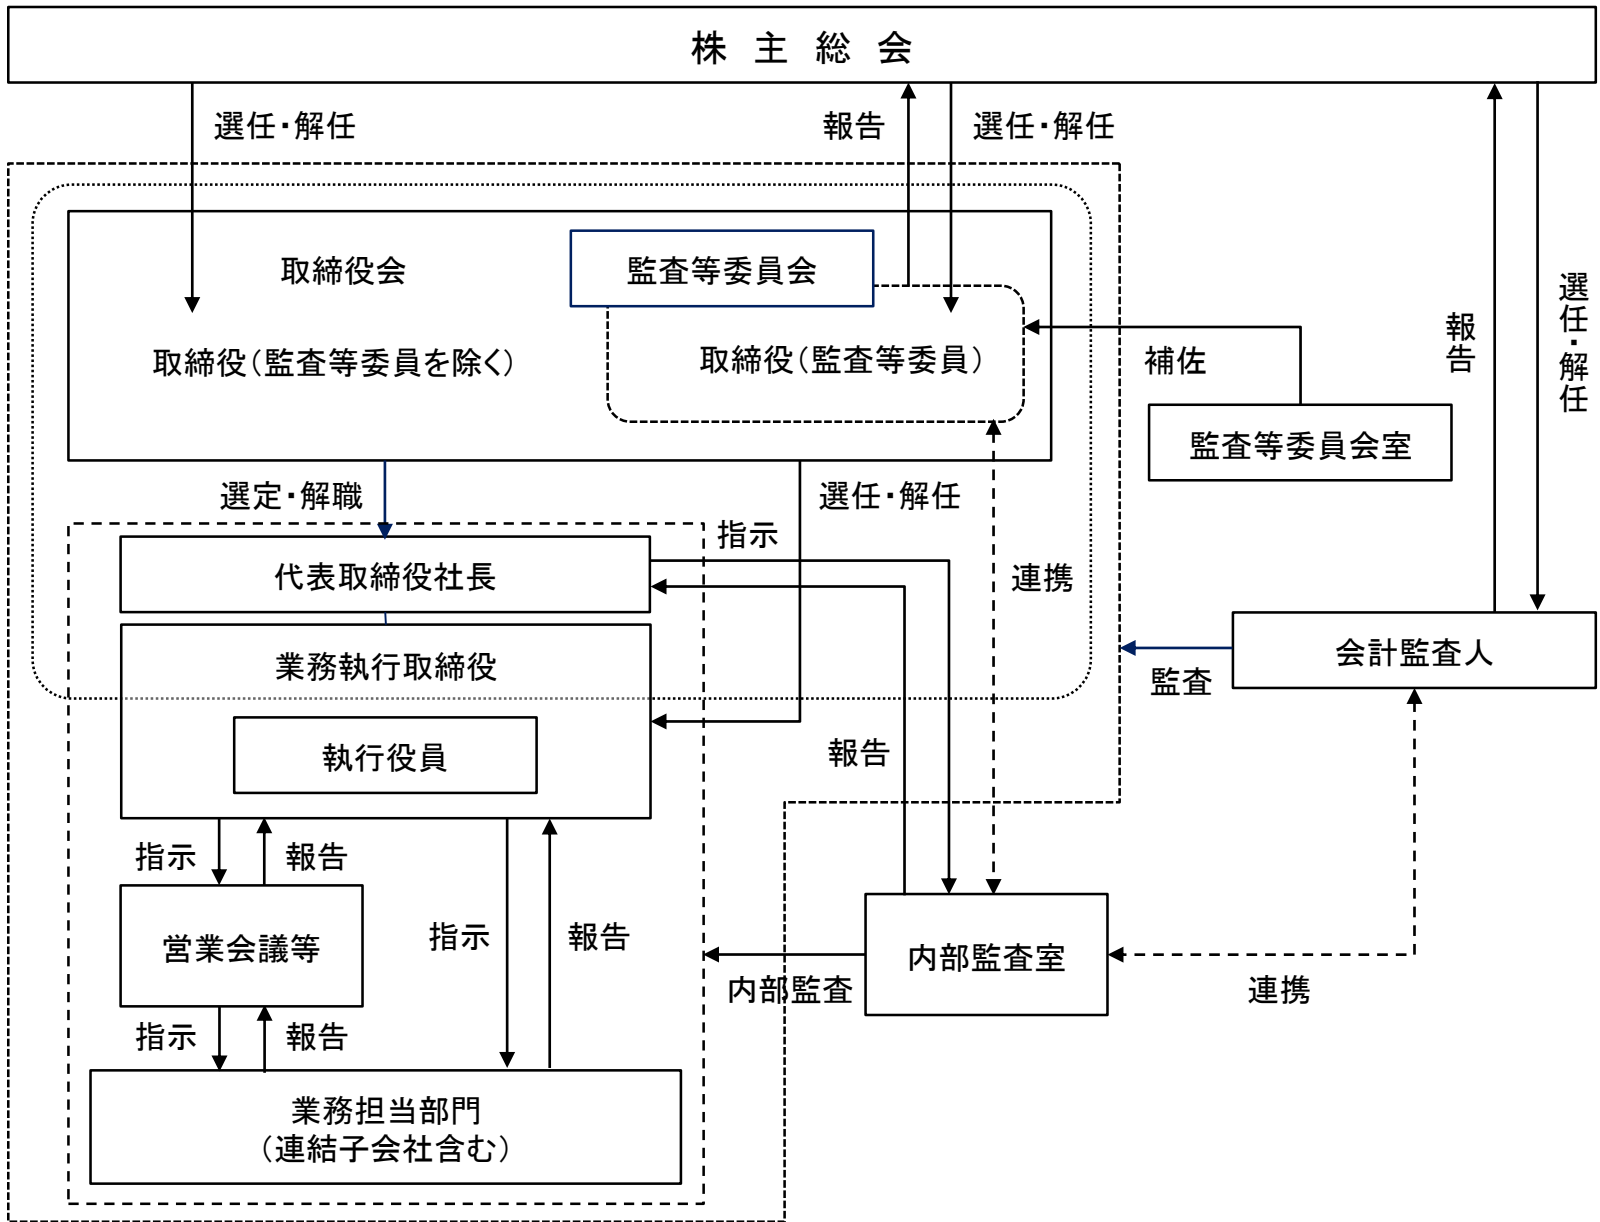 株主総会
選任・解任
報告
選任・解任
報告
選任・解任
取締役会
監査等委員会
取締役(監査等委員を除く)
取締役(監査等委員)
補佐
監査等委員会室
選定・解職
選任・解任
指示
代表取締役社長
連携
業務執行取締役
会計監査人
監査
執行役員
報告
指示
報告
営業会議等
指示
報告
内部監査室
内部監査
連携
指示
報告
業務担当部門
(連結子会社含む)